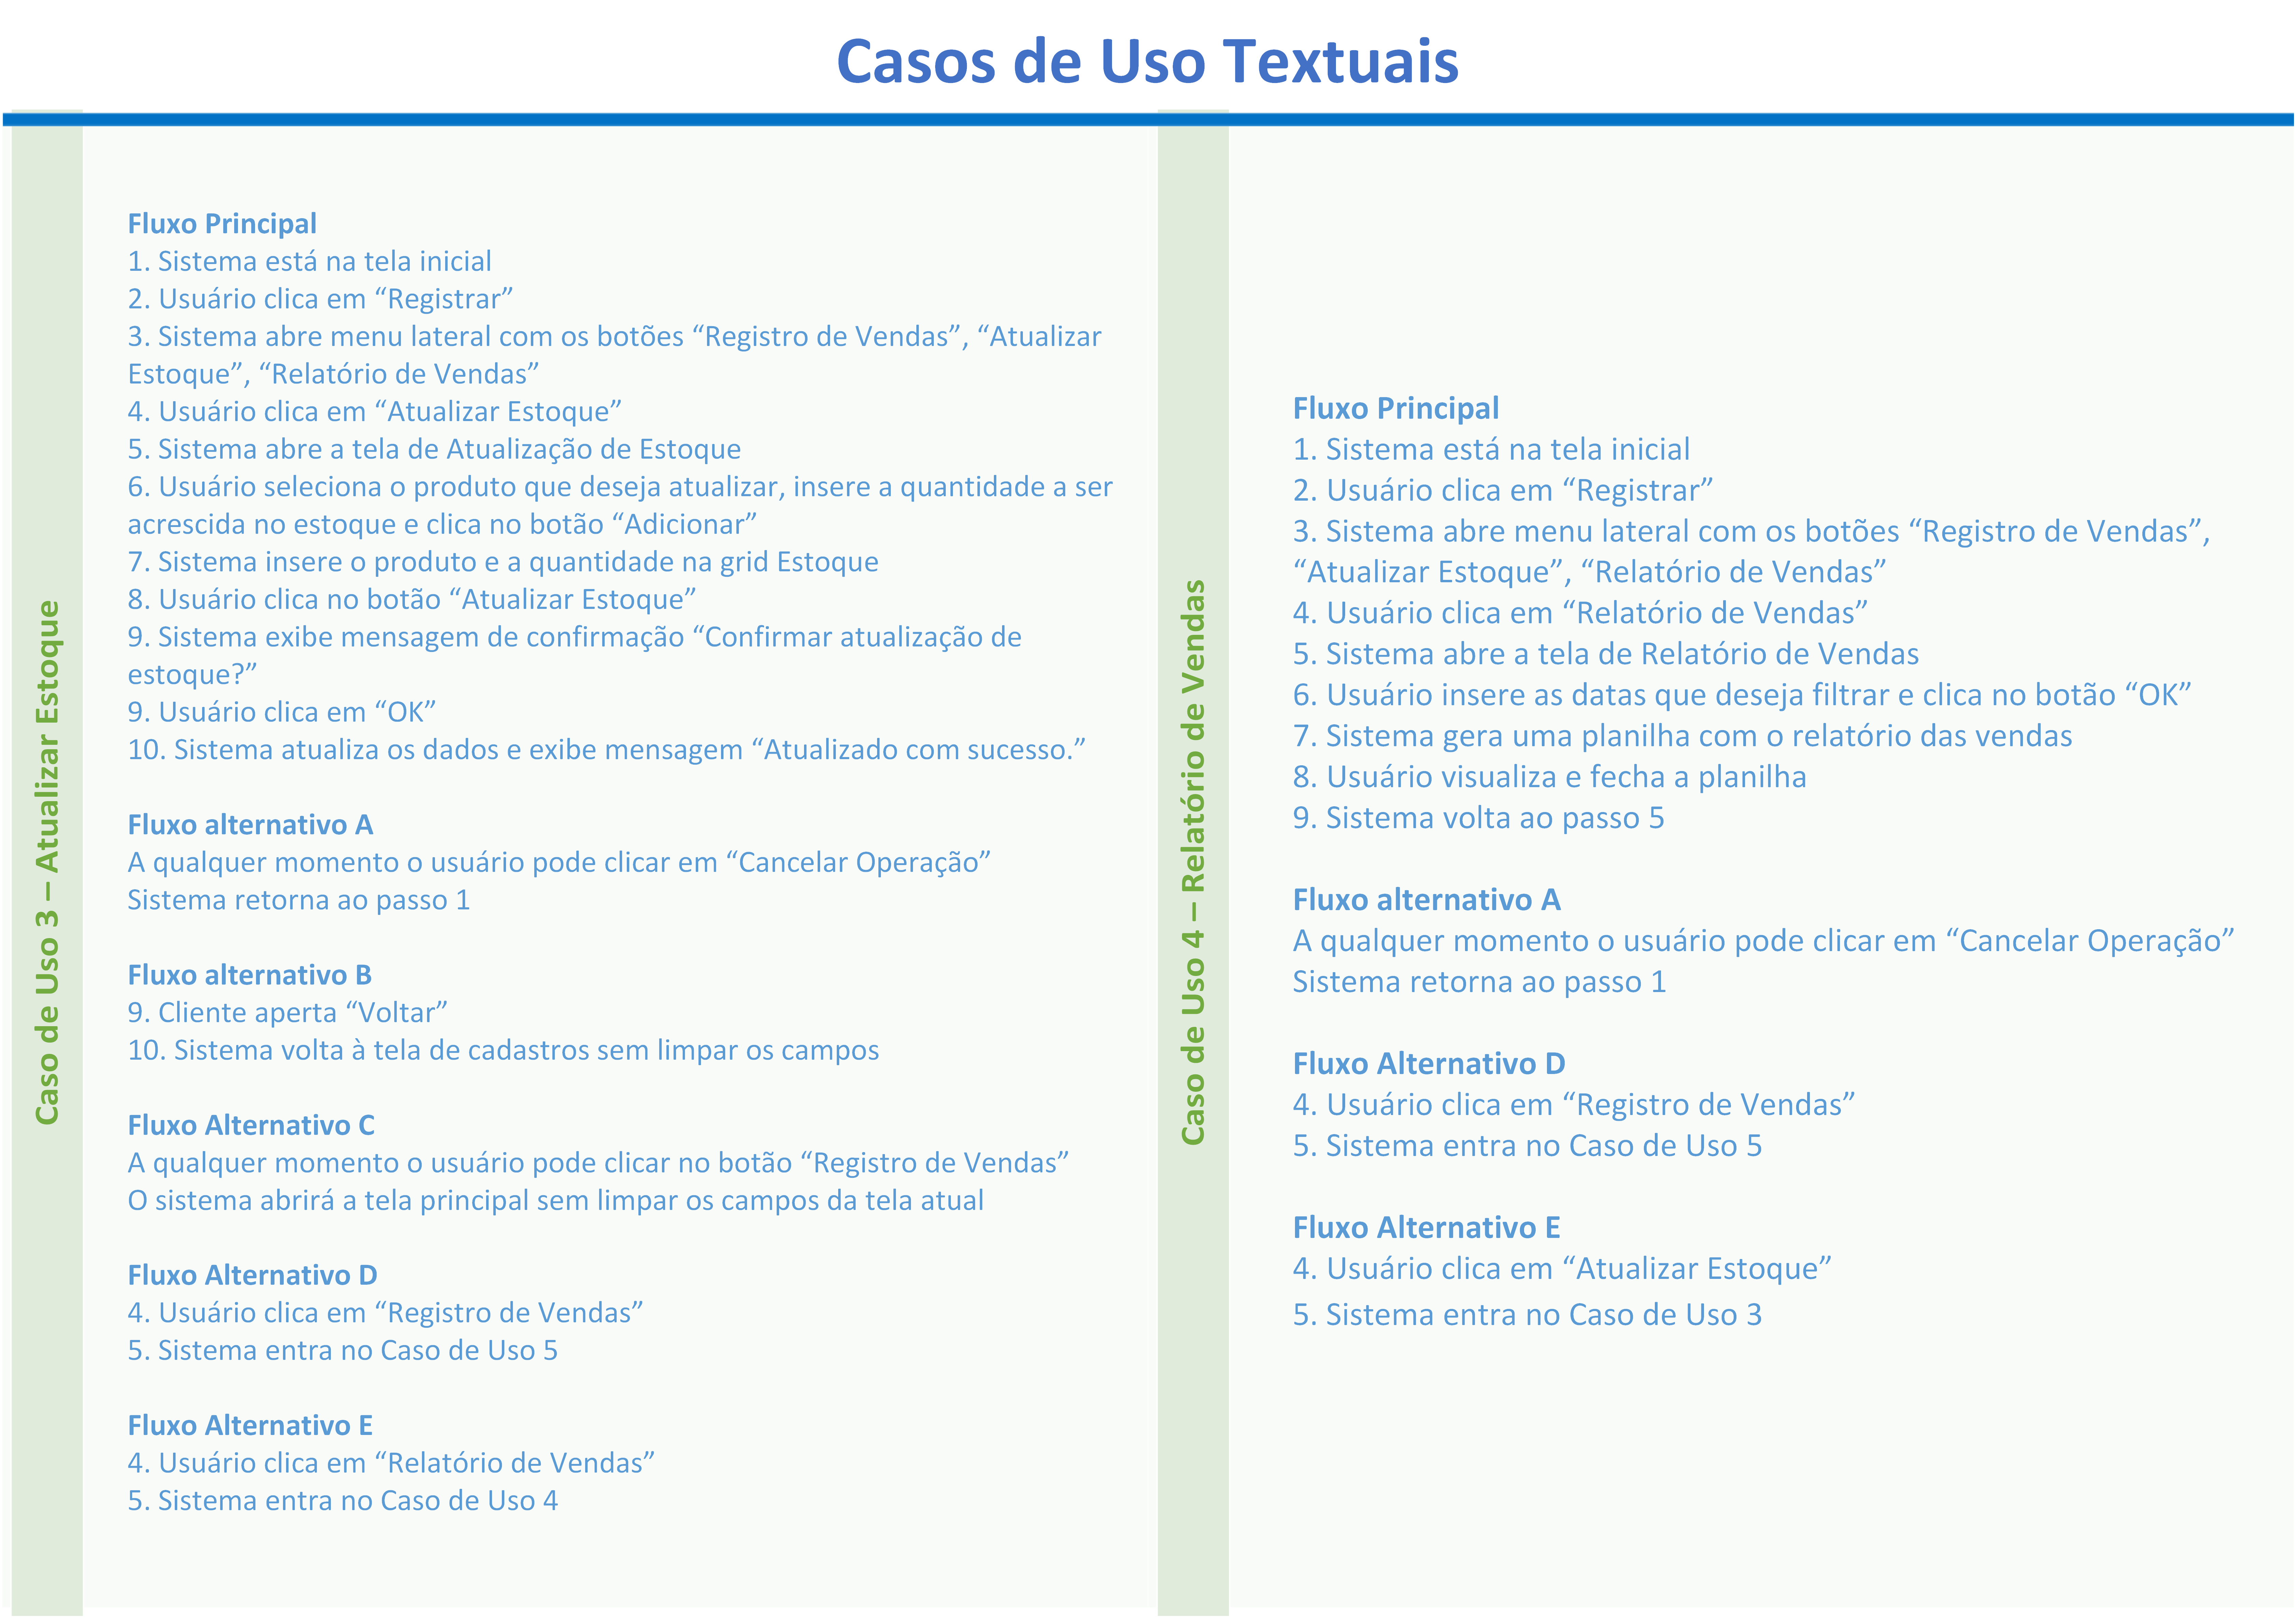 Casos de Uso Textuais
Caso de Uso 3 – Atualizar Estoque
Fluxo Principal
1. Sistema está na tela inicial
2. Usuário clica em “Registrar”
3. Sistema abre menu lateral com os botões “Registro de Vendas”, “Atualizar
Estoque”, “Relatório de Vendas”
4. Usuário clica em “Atualizar Estoque”
5. Sistema abre a tela de Atualização de Estoque
6. Usuário seleciona o produto que deseja atualizar, insere a quantidade a ser
acrescida no estoque e clica no botão “Adicionar”
7. Sistema insere o produto e a quantidade na grid Estoque
8. Usuário clica no botão “Atualizar Estoque”
9. Sistema exibe mensagem de confirmação “Confirmar atualização de
estoque?”
9. Usuário clica em “OK”
10. Sistema atualiza os dados e exibe mensagem “Atualizado com sucesso.”
Fluxo alternativo A
A qualquer momento o usuário pode clicar em “Cancelar Operação”
Sistema retorna ao passo 1
Fluxo alternativo B
9. Cliente aperta “Voltar”
10. Sistema volta à tela de cadastros sem limpar os campos
Fluxo Alternativo C
A qualquer momento o usuário pode clicar no botão “Registro de Vendas”
O sistema abrirá a tela principal sem limpar os campos da tela atual
Fluxo Alternativo D
4. Usuário clica em “Registro de Vendas”
5. Sistema entra no Caso de Uso 5
Fluxo Alternativo E
4. Usuário clica em “Relatório de Vendas”
5. Sistema entra no Caso de Uso 4
Caso de Uso 4 – Relatório de Vendas
Fluxo Principal
1. Sistema está na tela inicial
2. Usuário clica em “Registrar”
3. Sistema abre menu lateral com os botões “Registro de Vendas”,
“Atualizar Estoque”, “Relatório de Vendas”
4. Usuário clica em “Relatório de Vendas”
5. Sistema abre a tela de Relatório de Vendas
6. Usuário insere as datas que deseja filtrar e clica no botão “OK”
7. Sistema gera uma planilha com o relatório das vendas
8. Usuário visualiza e fecha a planilha
9. Sistema volta ao passo 5
Fluxo alternativo A
A qualquer momento o usuário pode clicar em “Cancelar Operação”
Sistema retorna ao passo 1
Fluxo Alternativo D
4. Usuário clica em “Registro de Vendas”
5. Sistema entra no Caso de Uso 5
Fluxo Alternativo E
4. Usuário clica em “Atualizar Estoque”
5. Sistema entra no Caso de Uso 3